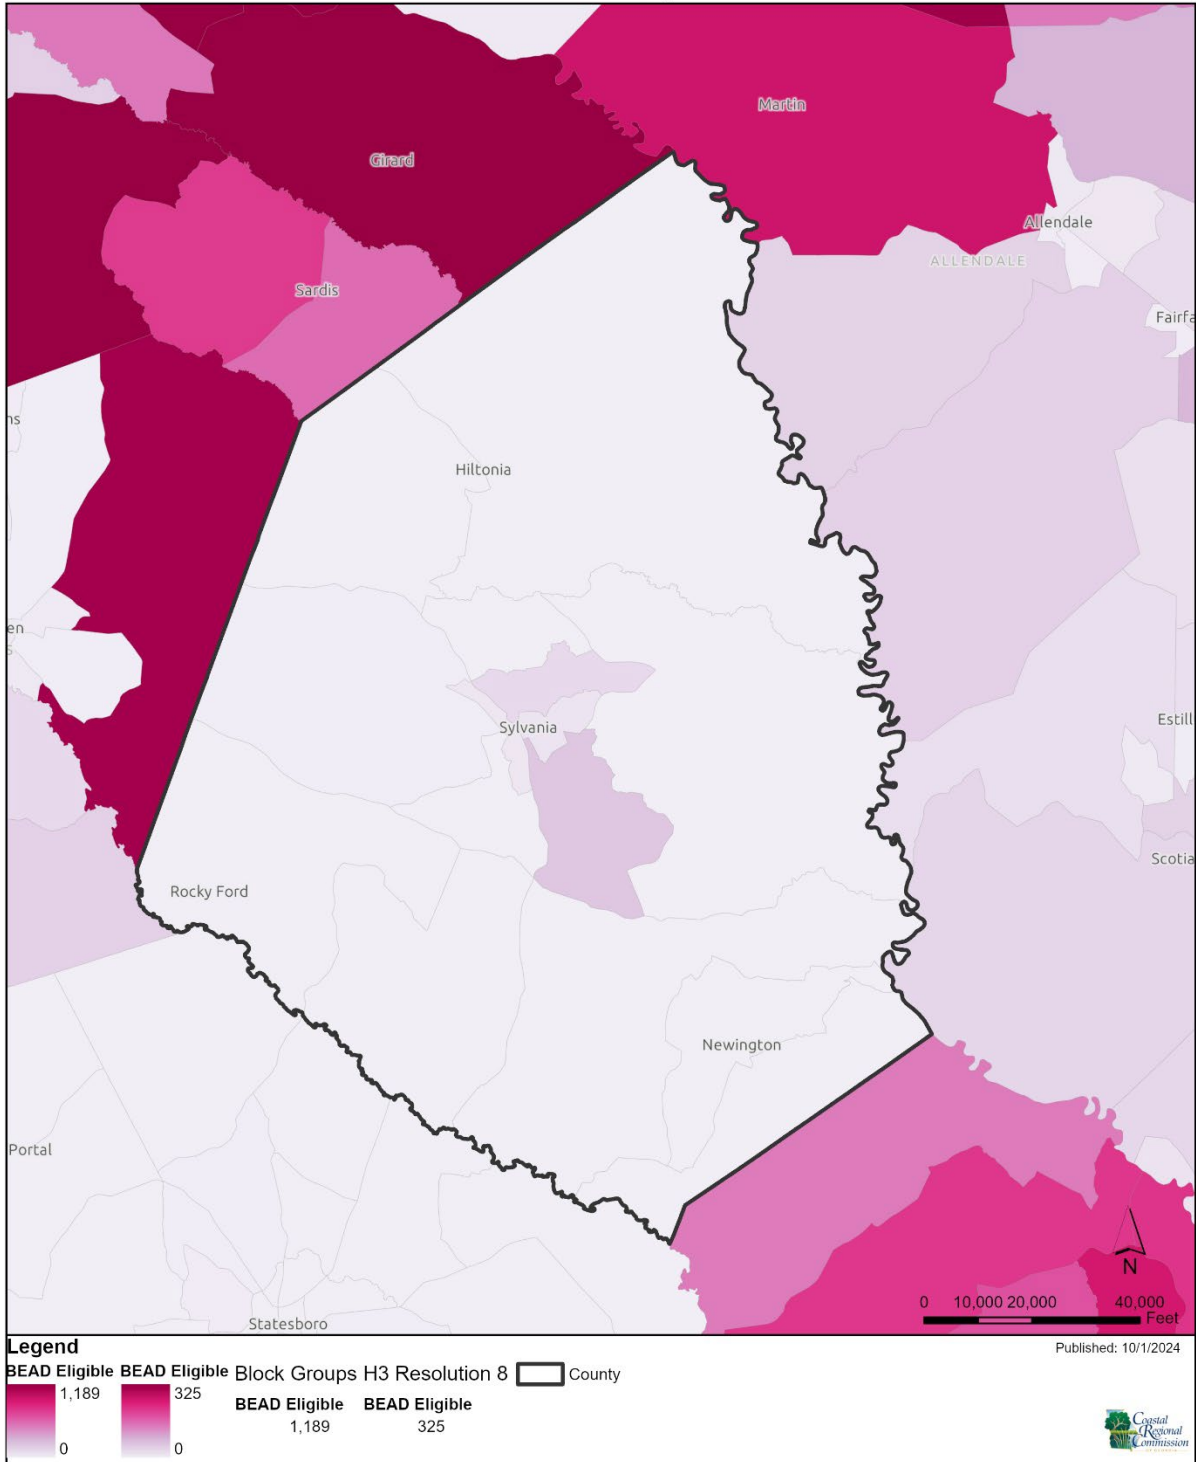 Martin
Girard
Allendale
ALLENDALE
Sardis
Fairfa
ns
Hiltonia
en
s
Estill
Sylvania
Scotia
Rocky Ford
Newington
Portal
N
0 10,000 20,000 40,000
Feet
Statesboro
Legend
Published: 10/1/2024
BEAD Eligible BEAD Eligible Block Groups H3 Resolution 8 County
1,189 325 BEAD Eligible BEAD Eligible
1,189 325
0 0
Coastal
Regional
Commission